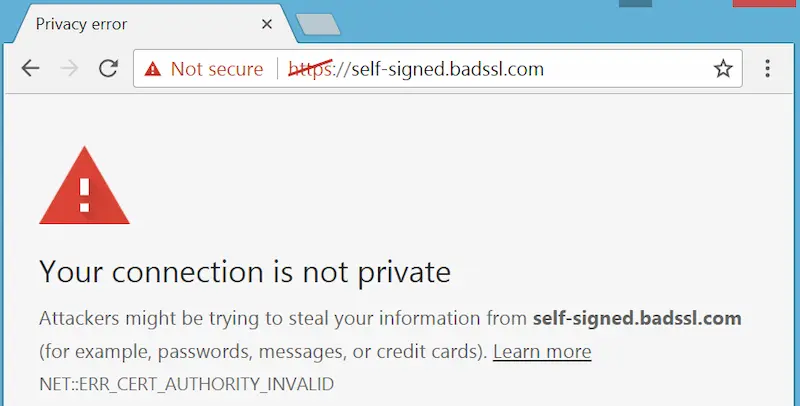 Privacy error
Not secure https://self-signed.badssl.com
Your connection is not private
Attackers might be trying to steal your information from self-signed.badssl.com
(for example, passwords, messages, or credit cards). Learn more
NET::ERR_CERT_AUTHORITY_INVALID